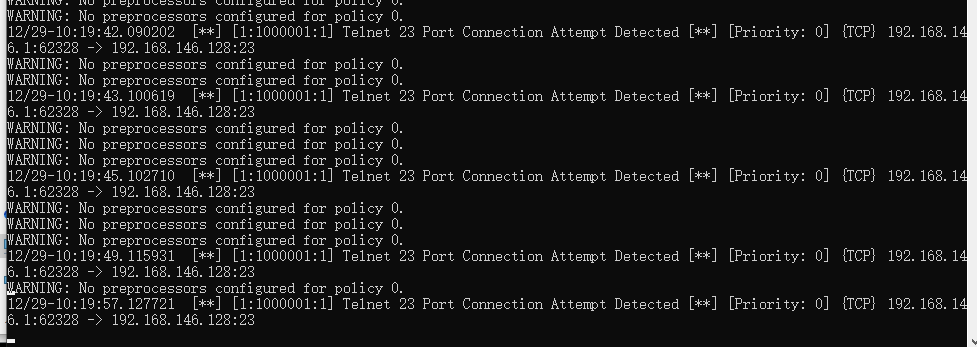 WARNING: No preprocessors configured for policy 0.
WARNING: No preprocessors configured for policy 0.
12/29-10:19:42.090202  [**] [1:1000001:1] Telnet 23 Port Connection Attempt Detected [**] [Priority: 0] {TCP} 192.168.14
6.1:62328 -> 192.168.146.128:23
WARNING: No preprocessors configured for policy 0.
WARNING: No preprocessors configured for policy 0.
12/29-10:19:43.100619  [**] [1:1000001:1] Telnet 23 Port Connection Attempt Detected [**] [Priority: 0] {TCP} 192.168.14
6.1:62328 -> 192.168.146.128:23
WARNING: No preprocessors configured for policy 0.
WARNING: No preprocessors configured for policy 0.
WARNING: No preprocessors configured for policy 0.
12/29-10:19:45.102710  [**] [1:1000001:1] Telnet 23 Port Connection Attempt Detected [**] [Priority: 0] {TCP} 192.168.14
6.1:62328 -> 192.168.146.128:23
WARNING: No preprocessors configured for policy 0.
WARNING: No preprocessors configured for policy 0.
WARNING: No preprocessors configured for policy 0.
12/29-10:19:49.115931  [**] [1:1000001:1] Telnet 23 Port Connection Attempt Detected [**] [Priority: 0] {TCP} 192.168.14
6.1:62328 -> 192.168.146.128:23
WARNING: No preprocessors configured for policy 0.
12/29-10:19:57.127721  [**] [1:1000001:1] Telnet 23 Port Connection Attempt Detected [**] [Priority: 0] {TCP} 192.168.14
6.1:62328 -> 192.168.146.128:23